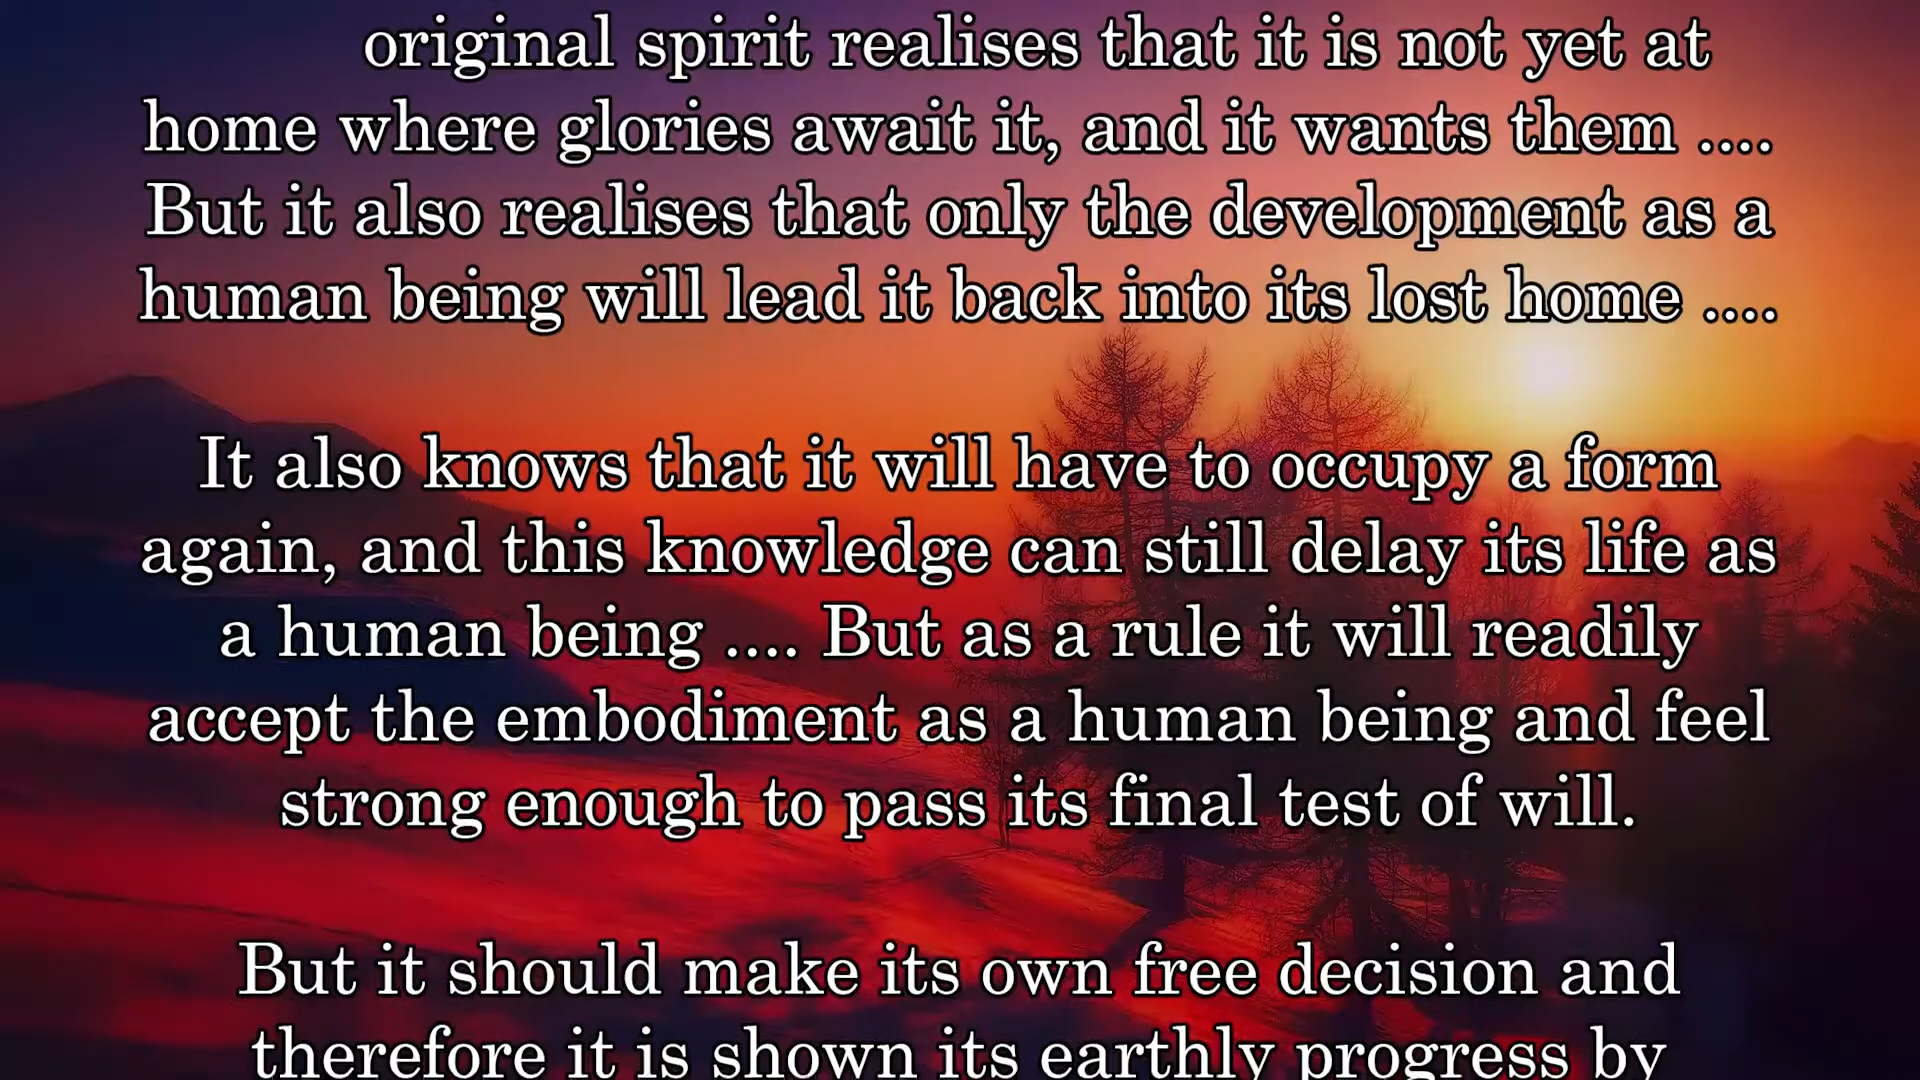 original spirit realises that it is not yet at
home where glories await it, and it wants them ....
But it also realises that only the development as a
human being will lead it back into its lost home ....
It also knows that it will have to occupy a form
again, and this knowledge can still delay its life as
a human being .... But as a rule it will readily
accept the embodiment as a human being and feel
strong enough to pass its final test of will.
But it should make its own free decision and
therefore it is shown its earthly progress by